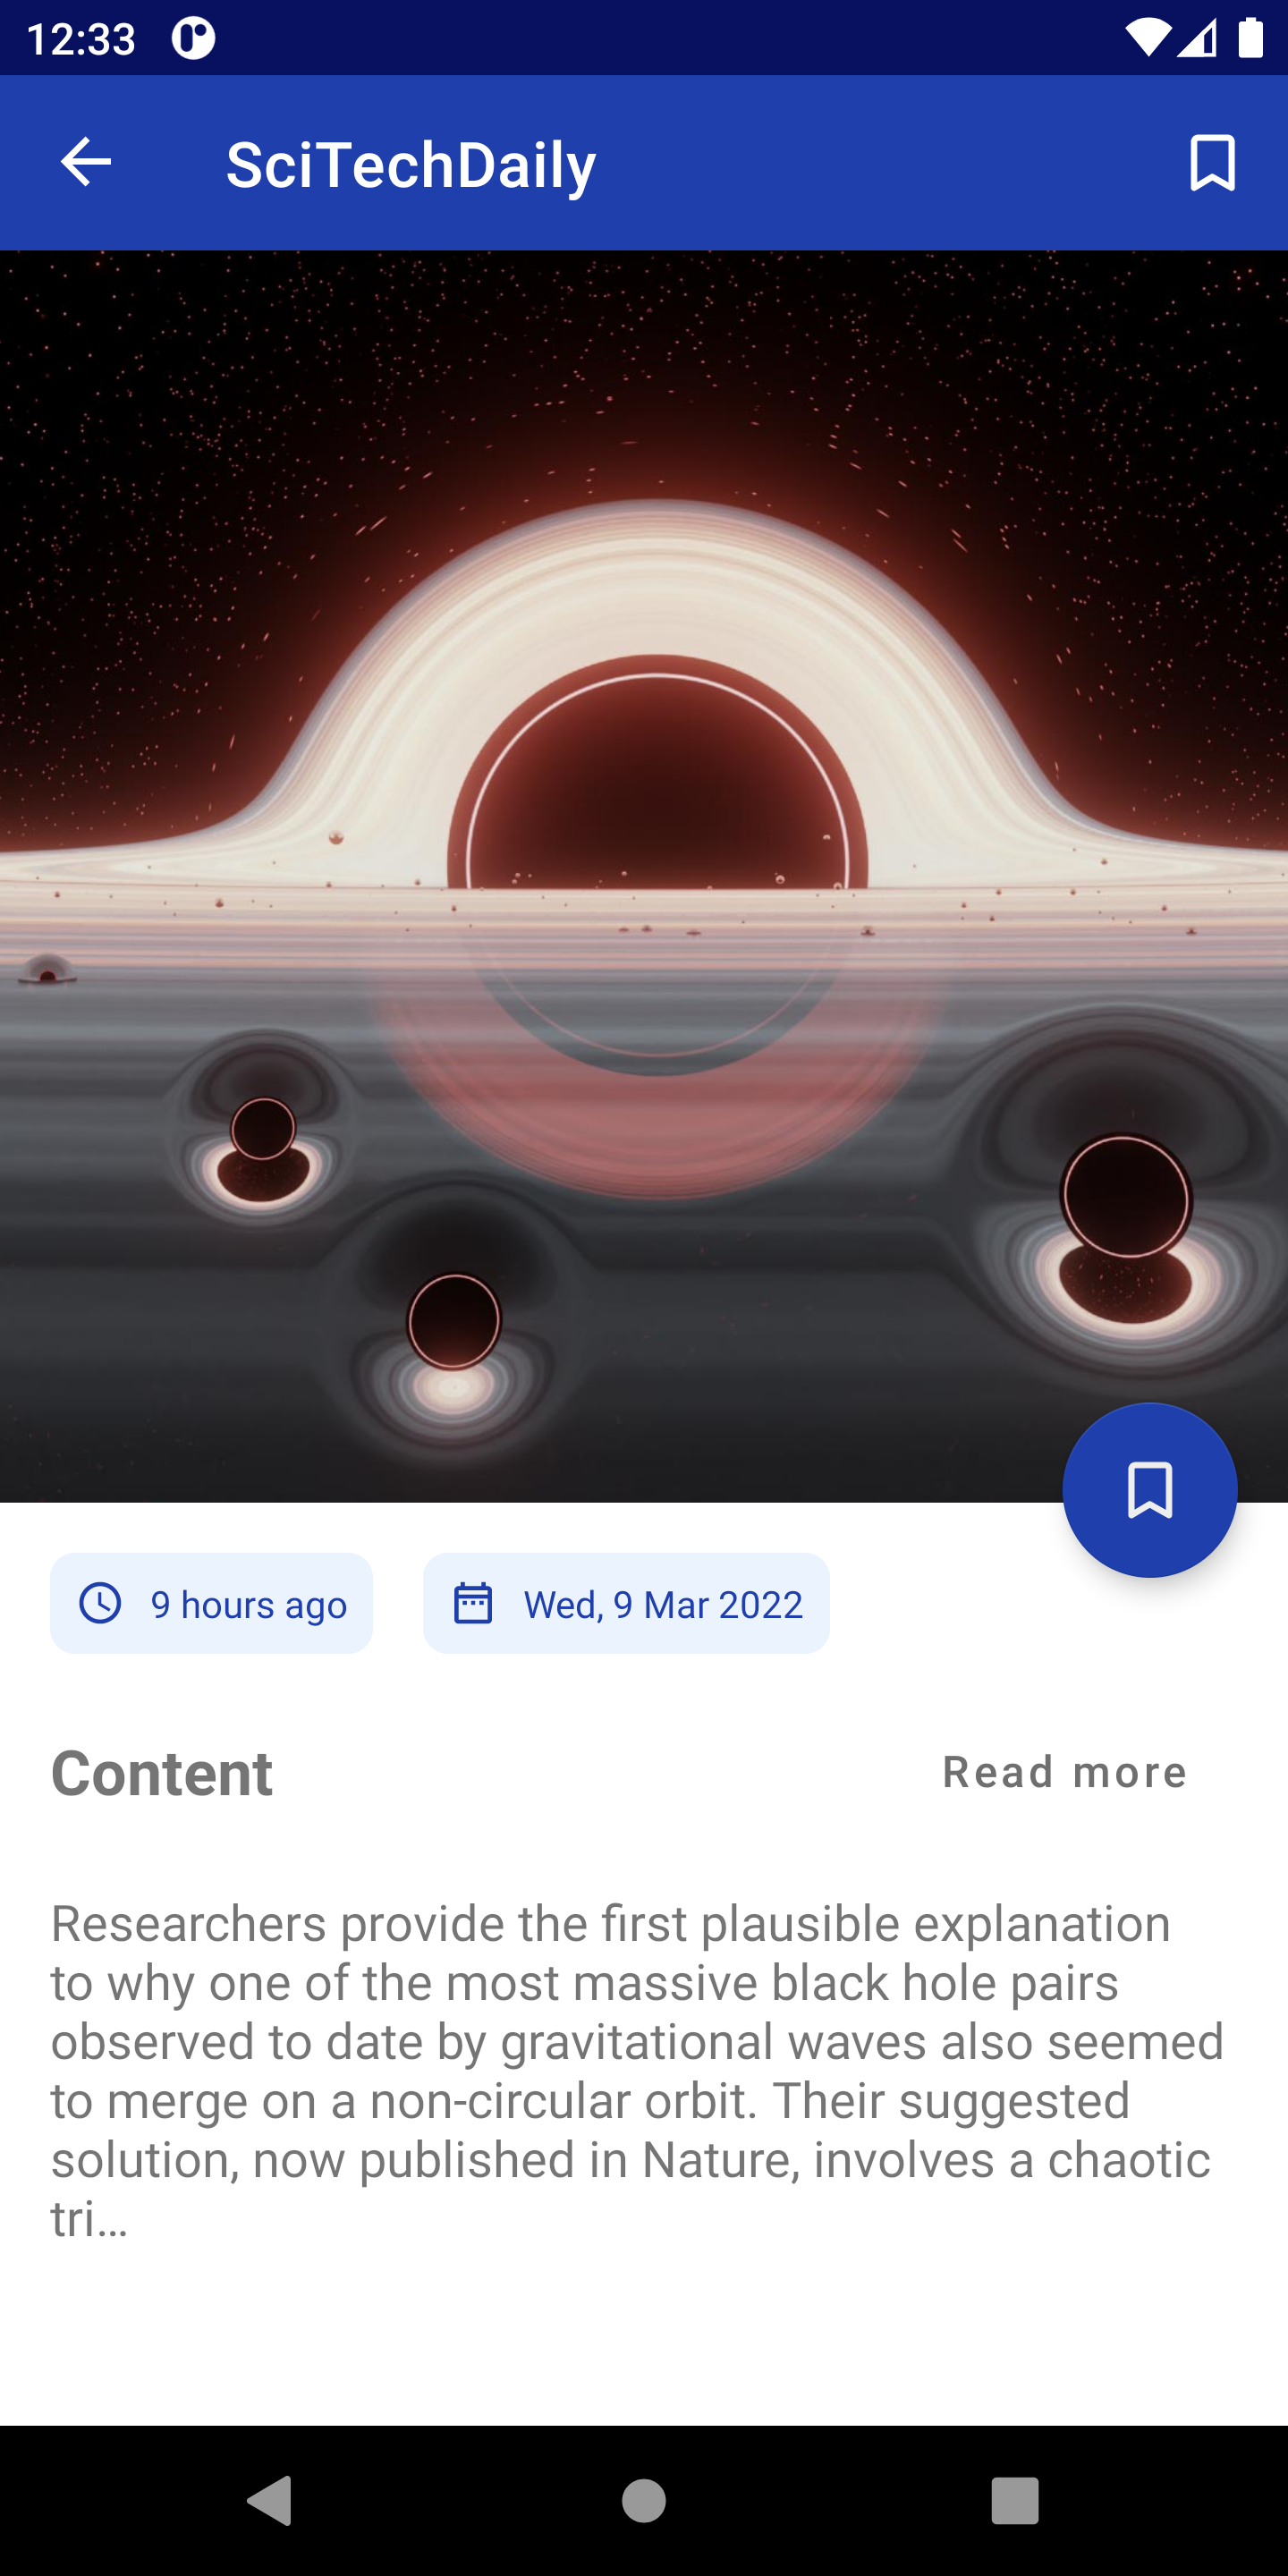 12:33
SciTechDaily
9 hours ago
Wed, 9 Mar 2022
Content
Read more
Researchers provide the first plausible explanation
to why one of the most massive black hole pairs
observed to date by gravitational waves also seemed
to merge on a non-circular orbit. Their suggested
solution, now published in Nature, involves a chaotic
tri…